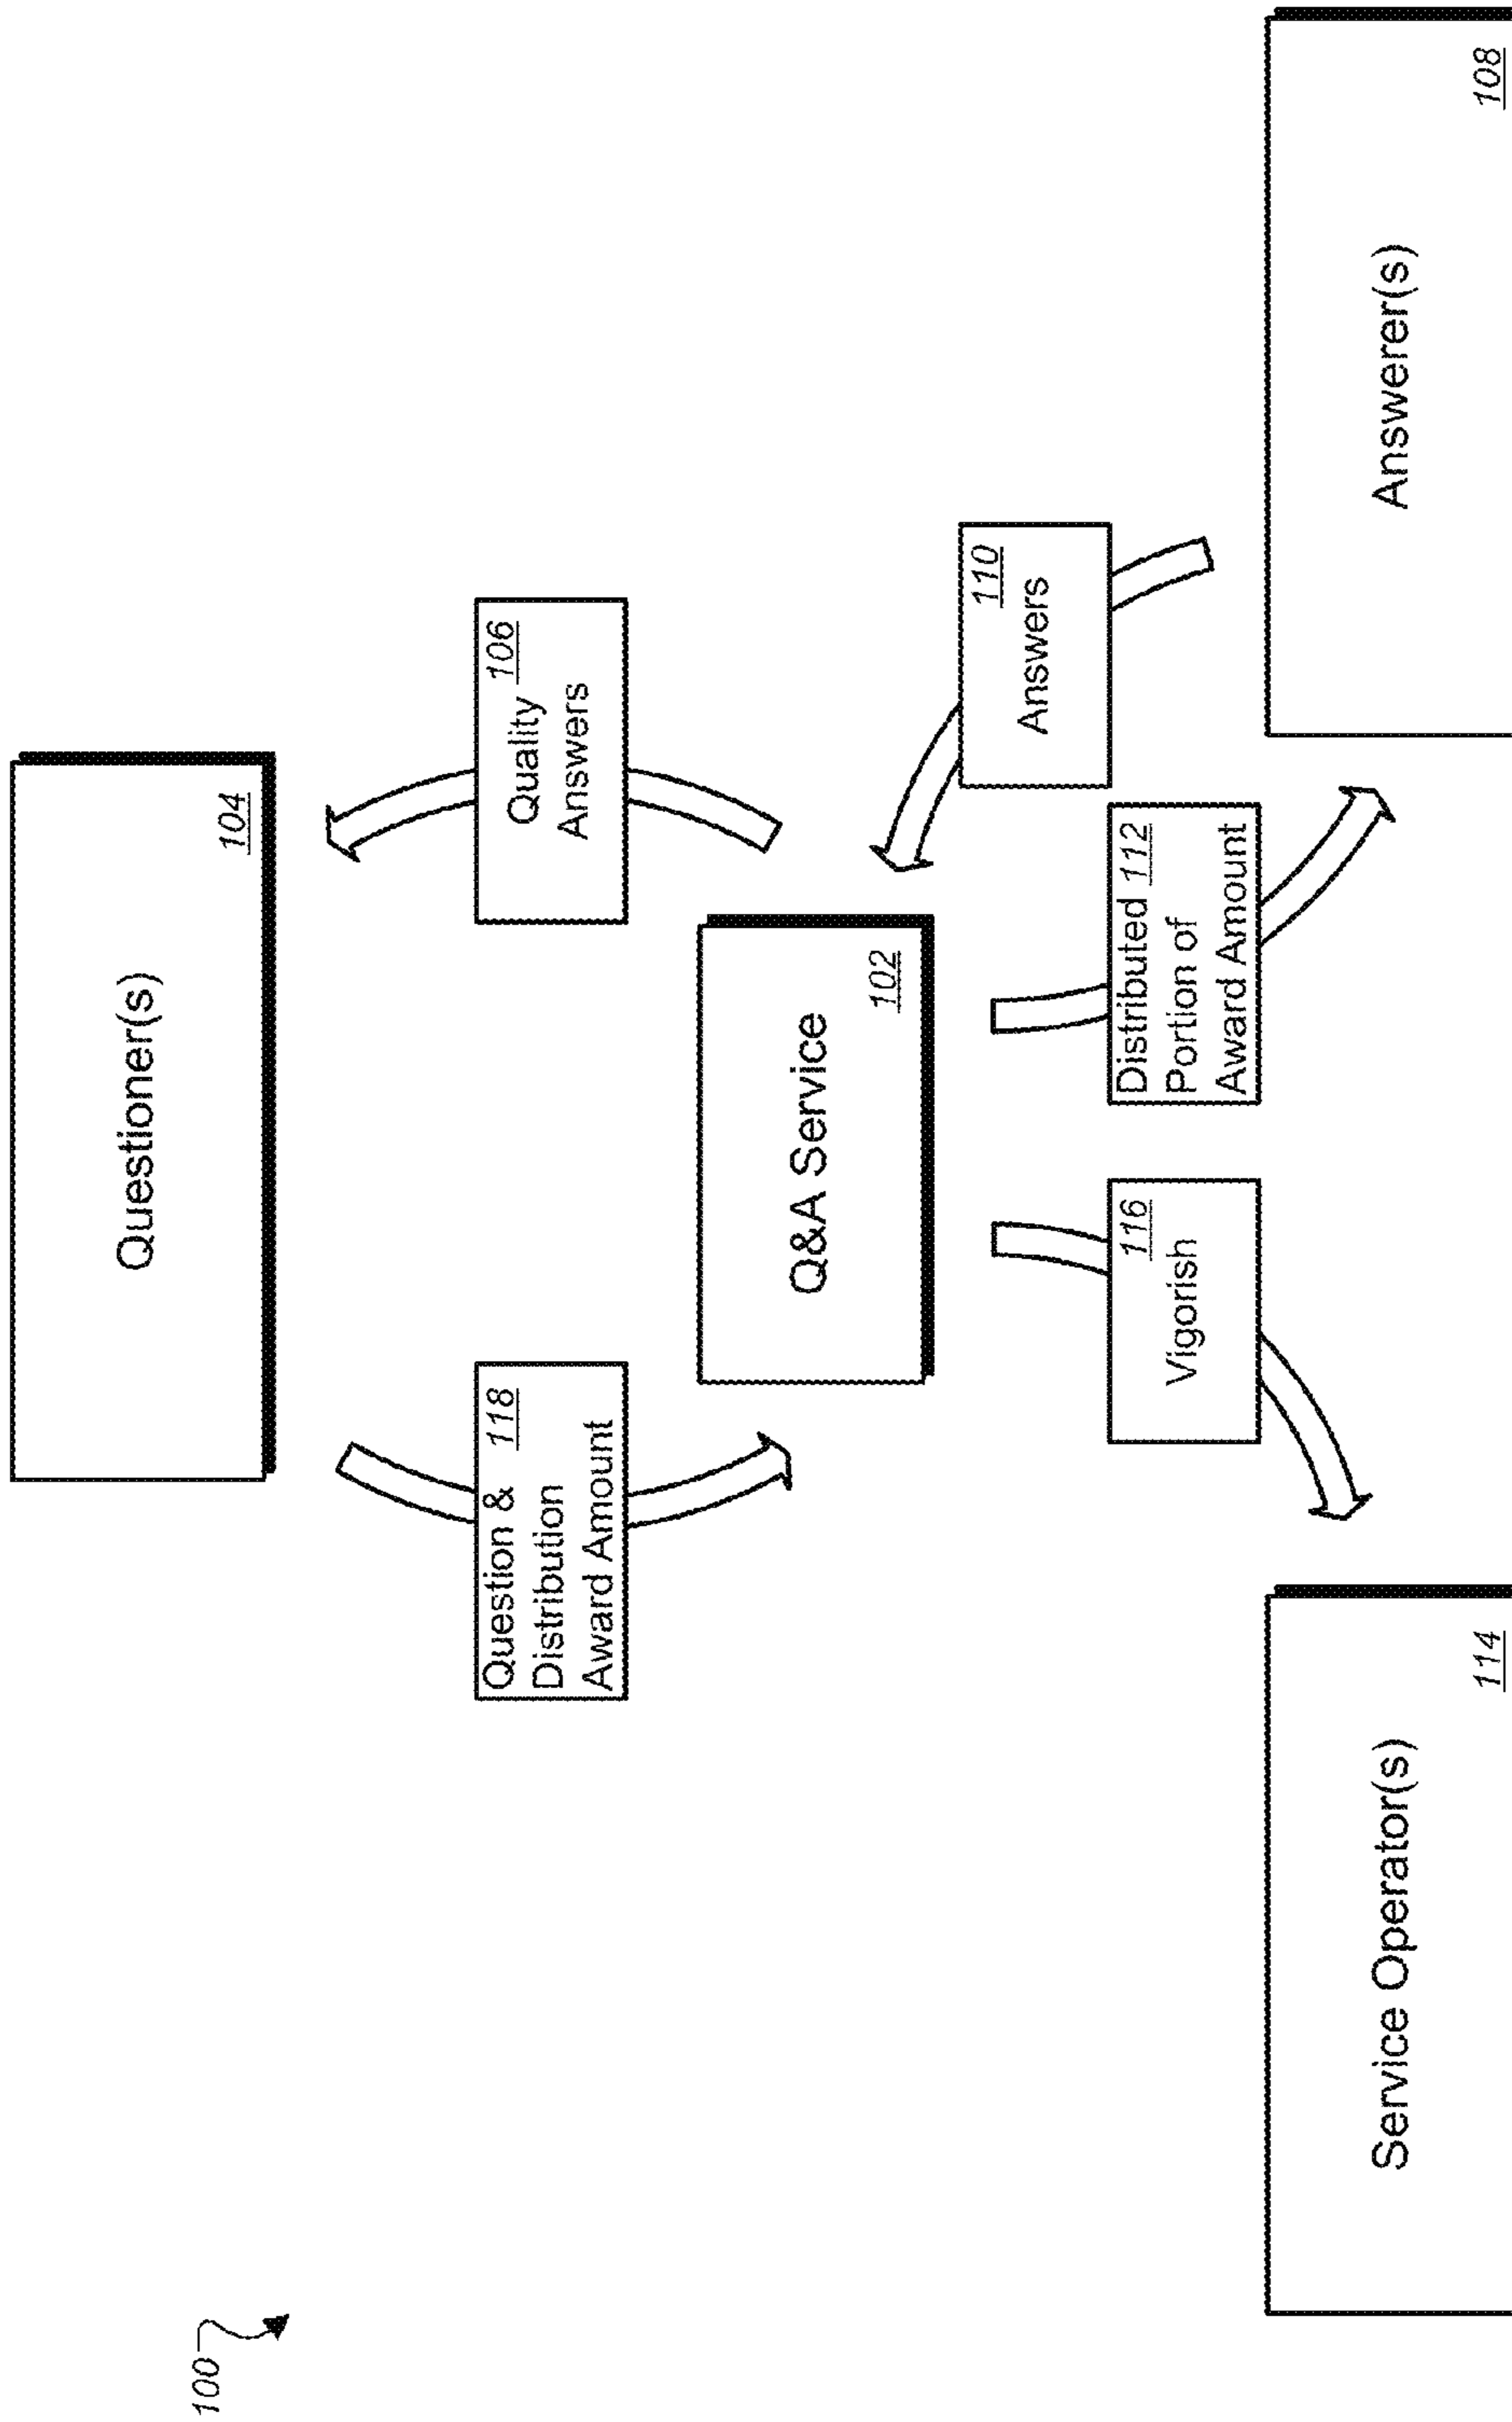 100
Questioner(s)
104
Question & 118
Distribution
Award Amount
Quality 106
Answers
Q&A Service
102
Vigorish
116
Distributed 112
Portion of
Award Amount
110
Answers
Service Operator(s)
114
Answerer(s)
108